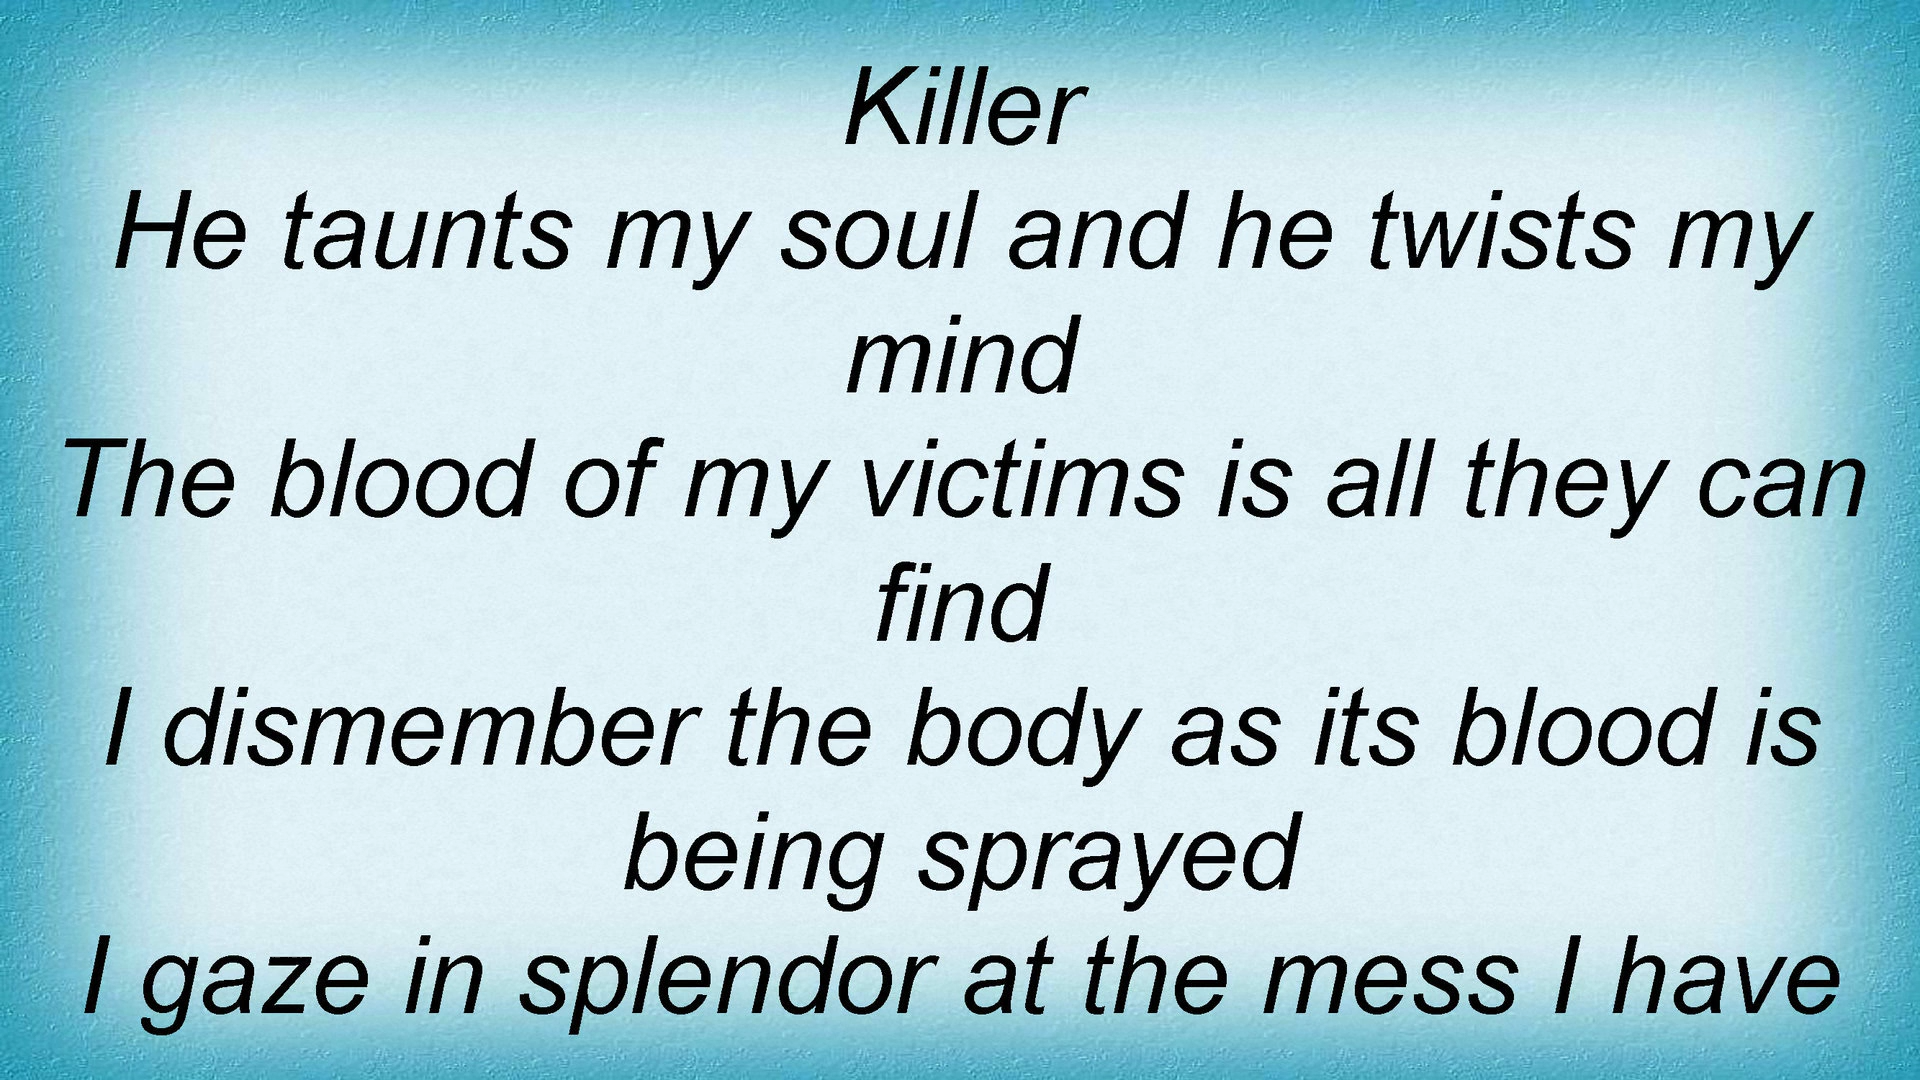 Killer
He taunts my soul and he twists my
mind
The blood of my victims is all they can
find
I dismember the body as its blood is
being sprayed
I gaze in splendor at the mess I have